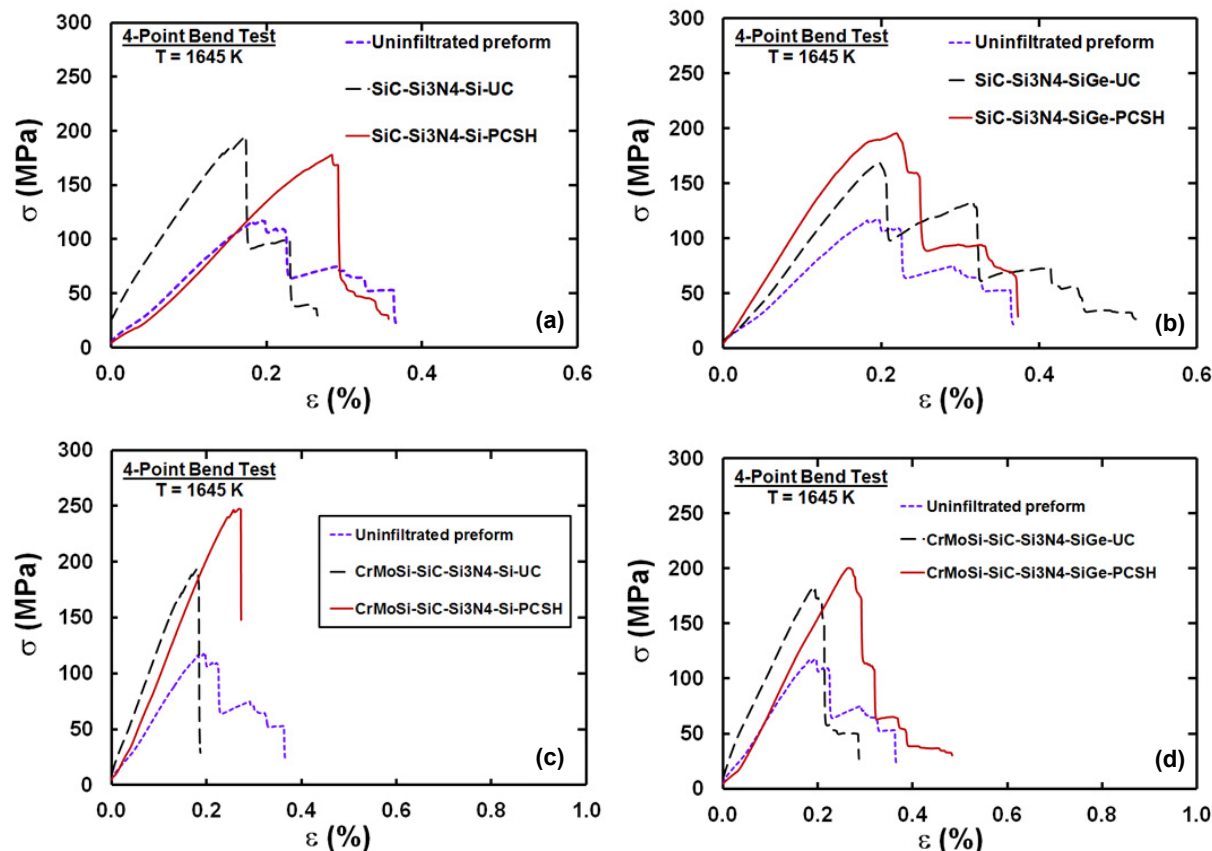 300
250
200
150
100
50
0
σ (MPa)
4-Point Bend Test
T = 1645 K
Uninfiltrated preform
SiC-Si3N4-Si-UC
SiC-Si3N4-Si-PCSH
(a)
0.0 0.2 0.4 0.6
ε (%)
300
250
200
150
100
50
0
σ (MPa)
4-Point Bend Test
T = 1645 K
Uninfiltrated preform
SiC-Si3N4-SiGe-UC
SiC-Si3N4-SiGe-PCSH
(b)
0.0 0.2 0.4 0.6
ε (%)
300
250
200
150
100
50
0
σ (MPa)
4-Point Bend Test
T = 1645 K
Uninfiltrated preform
CrMoSi-SiC-Si3N4-Si-UC
CrMoSi-SiC-Si3N4-Si-PCSH
(c)
0.0 0.2 0.4 0.6 0.8 1.0
ε (%)
300
250
200
150
100
50
0
σ (MPa)
4-Point Bend Test
T = 1645 K
Uninfiltrated preform
CrMoSi-SiC-Si3N4-SiGe-UC
CrMoSi-SiC-Si3N4-SiGe-PCSH
(d)
0.0 0.2 0.4 0.6 0.8 1.0
ε (%)